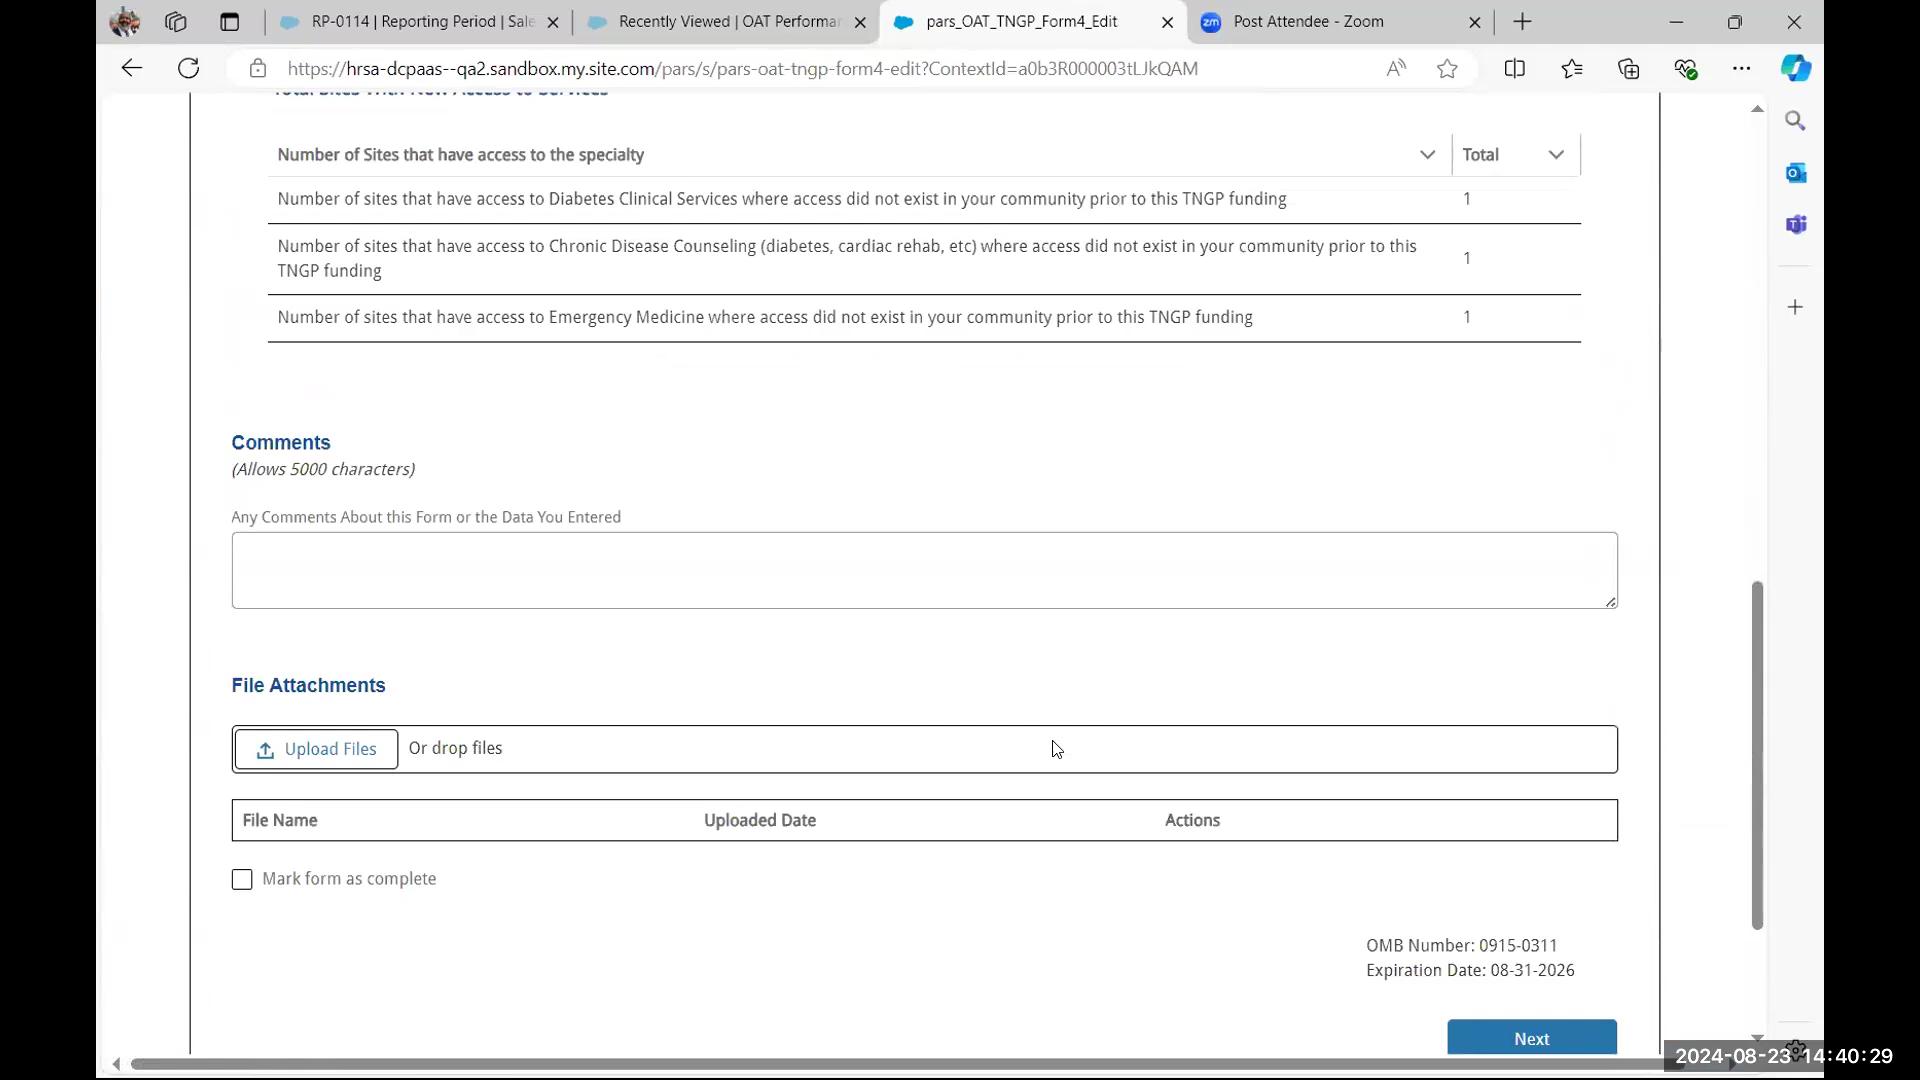 RP-0114 | Reporting Period | Sale
Recently Viewed | OAT Performar
pars_OAT_TNGP_Form4_Edit
zm
Post Attendee - Zoom
https://hrsa-dcpaas--qa2.sandbox.my.site.com/pars/s/pars-oat-tngp-form4-edit?ContextId=a0b3R000003tLJkQAM
Total Sites With New Access to Services
Number of Sites that have access to the specialty
Total
Number of sites that have access to Diabetes Clinical Services where access did not exist in your community prior to this TNGP funding
1
Number of sites that have access to Chronic Disease Counseling (diabetes, cardiac rehab, etc) where access did not exist in your community prior to this
TNGP funding
1
Number of sites that have access to Emergency Medicine where access did not exist in your community prior to this TNGP funding
1
Comments
(Allows 5000 characters)
Any Comments About this Form or the Data You Entered
File Attachments
Upload Files
Or drop files
File Name
Uploaded Date
Actions
Mark form as complete
OMB Number: 0915-0311
Expiration Date: 08-31-2026
Next
2024-08-23 14:40:29